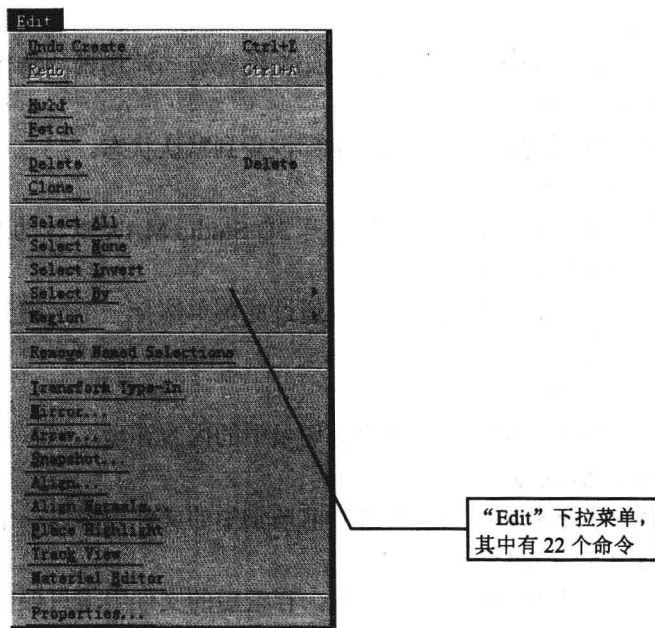 Edit
Undo Create Ctrl+Z
Redo Ctrl+A
Hold
Fetch
Delete Delete
Clone
Select All
Select None
Select Invert
Select By
Region
Remove Named Selections
Transform Type-In
Mirror...
Array...
Snapshot...
Align...
Align Normals...
Place Highlight
Track View
Material Editor
Properties...
“Edit”下拉菜单,
其中有 22 个命令